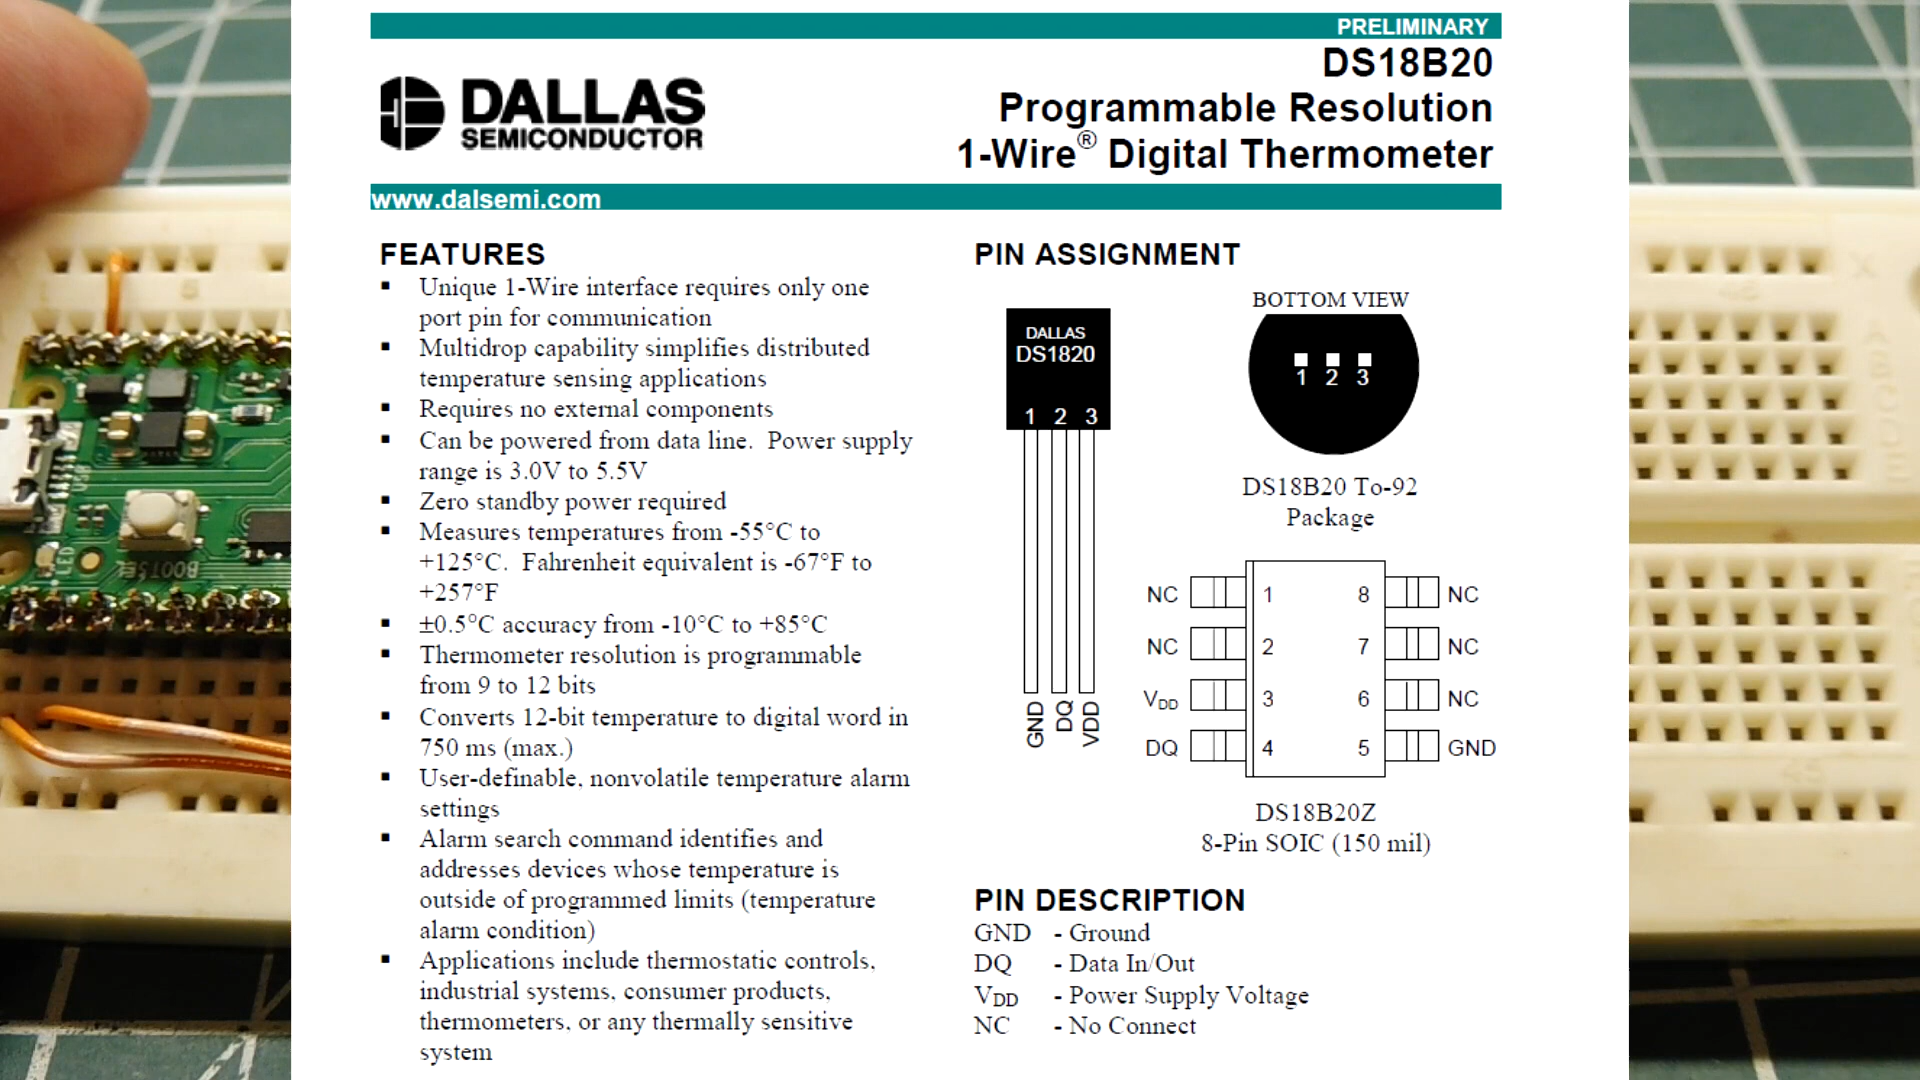 PRELIMINARY
DS18B20
Programmable Resolution
1-Wire® Digital Thermometer
DALLAS
SEMICONDUCTOR
www.dalsemi.com
FEATURES
▪ Unique 1-Wire interface requires only one
port pin for communication
▪ Multidrop capability simplifies distributed
temperature sensing applications
▪ Requires no external components
▪ Can be powered from data line. Power supply
range is 3.0V to 5.5V
▪ Zero standby power required
▪ Measures temperatures from -55°C to
+125°C. Fahrenheit equivalent is -67°F to
+257°F
▪ ±0.5°C accuracy from -10°C to +85°C
▪ Thermometer resolution is programmable
from 9 to 12 bits
▪ Converts 12-bit temperature to digital word in
750 ms (max.)
▪ User-definable, nonvolatile temperature alarm
settings
▪ Alarm search command identifies and
addresses devices whose temperature is
outside of programmed limits (temperature
alarm condition)
▪ Applications include thermostatic controls,
industrial systems, consumer products,
thermometers, or any thermally sensitive
system
PIN ASSIGNMENT
DALLAS
DS1820
1 2 3
GND DQ VDD
BOTTOM VIEW
1 2 3
DS18B20 To-92
Package
NC 1 8 NC
NC 2 7 NC
VDD 3 6 NC
DQ 4 5 GND
DS18B20Z
8-Pin SOIC (150 mil)
PIN DESCRIPTION
GND - Ground
DQ - Data In/Out
VDD - Power Supply Voltage
NC - No Connect
LED
BOOTSEL